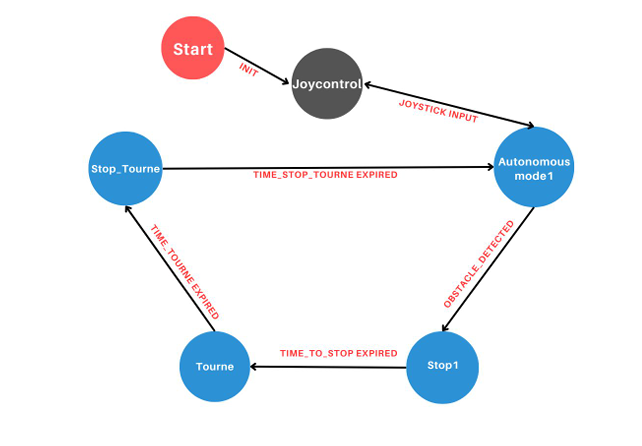 Start
INIT
Joycontrol
JOYSTICK INPUT
Stop_Tourne
TIME_STOP_TOURNE EXPIRED
Autonomous
mode1
TIME_TOURNE EXPIRED
OBSTACLE_DETECTED
Tourne
TIME_TO_STOP EXPIRED
Stop1